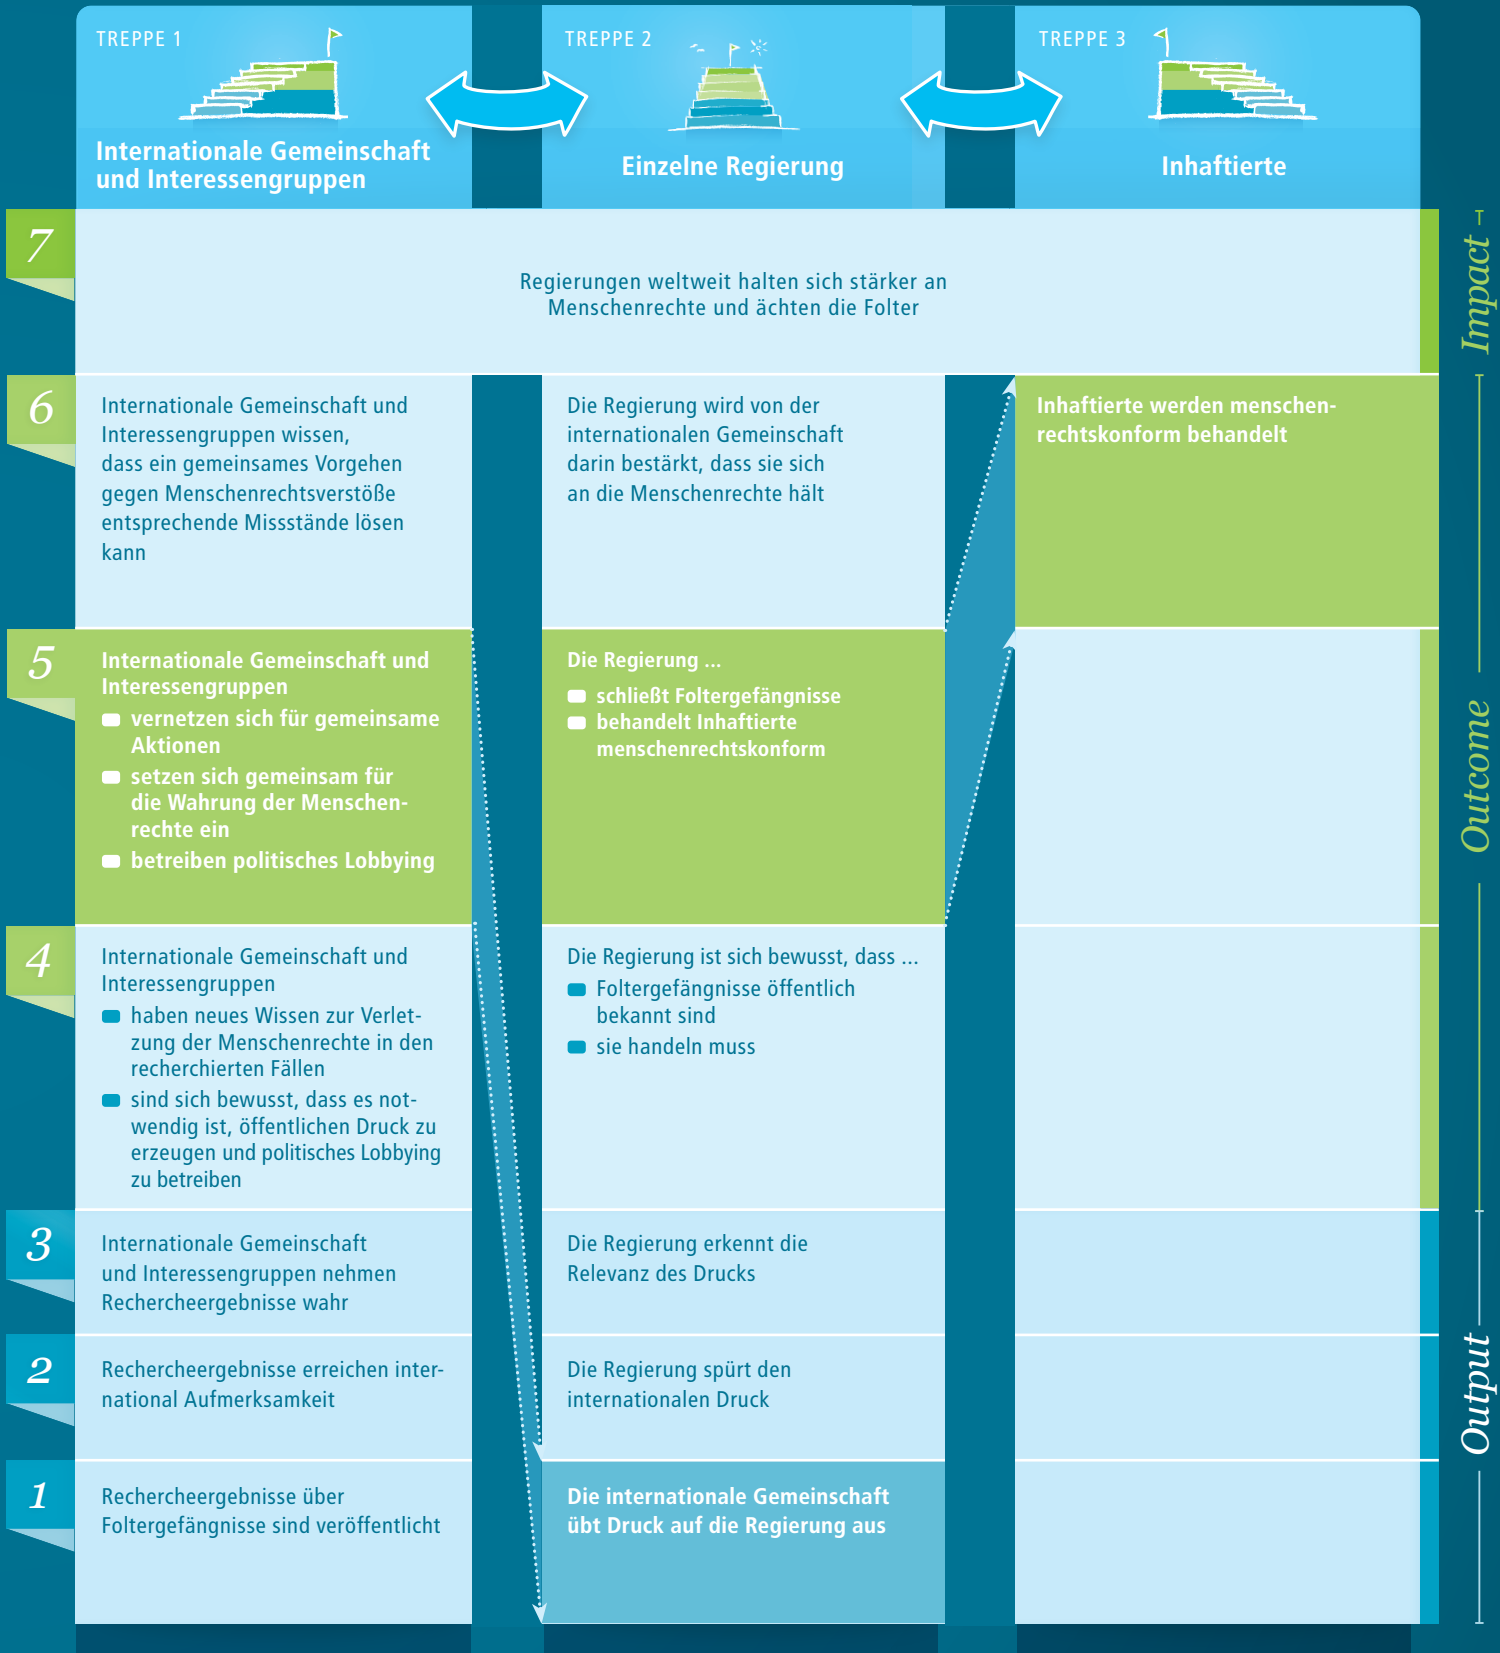 TREPPE 1
Internationale Gemeinschaft
und Interessengruppen
TREPPE 2
Einzelne Regierung
TREPPE 3
Inhaftierte
7
Regierungen weltweit halten sich stärker an
Menschenrechte und ächten die Folter
Impact
6
Internationale Gemeinschaft und
Interessengruppen wissen,
dass ein gemeinsames Vorgehen
gegen Menschenrechtsverstöße
entsprechende Missstände lösen
kann
Die Regierung wird von der
internationalen Gemeinschaft
darin bestärkt, dass sie sich
an die Menschenrechte hält
Inhaftierte werden menschen-
rechtskonform behandelt
5
Internationale Gemeinschaft und
Interessengruppen
vernetzen sich für gemeinsame
Aktionen
setzen sich gemeinsam für
die Wahrung der Menschen-
rechte ein
betreiben politisches Lobbying
Die Regierung ...
schließt Foltergefängnisse
behandelt Inhaftierte
menschenrechtskonform
Outcome
4
Internationale Gemeinschaft und
Interessengruppen
haben neues Wissen zur Verlet-
zung der Menschenrechte in den
recherchierten Fällen
sind sich bewusst, dass es not-
wendig ist, öffentlichen Druck zu
erzeugen und politisches Lobbying
zu betreiben
Die Regierung ist sich bewusst, dass ...
Foltergefängnisse öffentlich
bekannt sind
sie handeln muss
3
Internationale Gemeinschaft
und Interessengruppen nehmen
Rechercheergebnisse wahr
Die Regierung erkennt die
Relevanz des Drucks
2
Rechercheergebnisse erreichen inter-
national Aufmerksamkeit
Die Regierung spürt den
internationalen Druck
Output
1
Rechercheergebnisse über
Foltergefängnisse sind veröffentlicht
Die internationale Gemeinschaft
übt Druck auf die Regierung aus